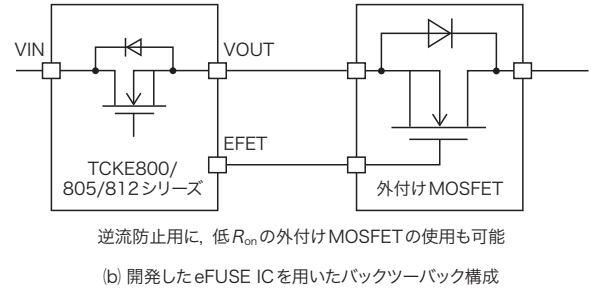 VIN
VOUT
EFET
TCKE800/
805/812シリーズ
外付けMOSFET
逆流防止用に，低Ronの外付けMOSFETの使用も可能
(b) 開発したeFUSE ICを用いたバックツーバック構成